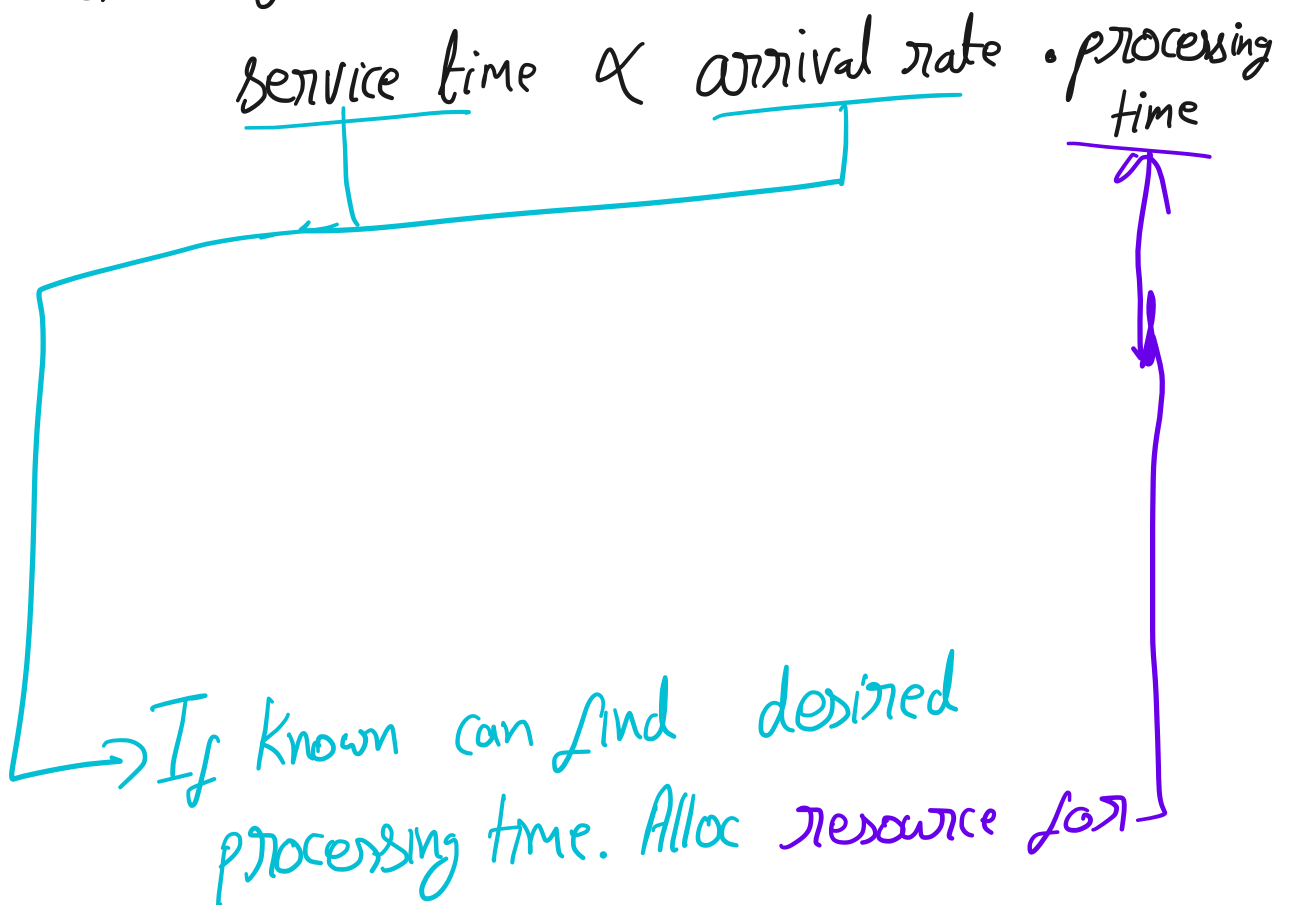 service time ∝ arrival rate . processing
time
If known can find desired
processing time. Alloc resource for